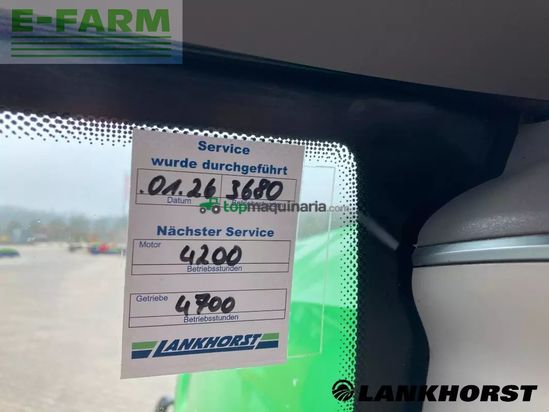 E-FARM
Service
wurde durchgeführt
.01.26 3680
Datum
topmaquinaria.com
Nächster Service
Motor
4200
Betriebsstunden
Getriebe
4700
Betriebsstunden
LANKHORST
LANKHORST